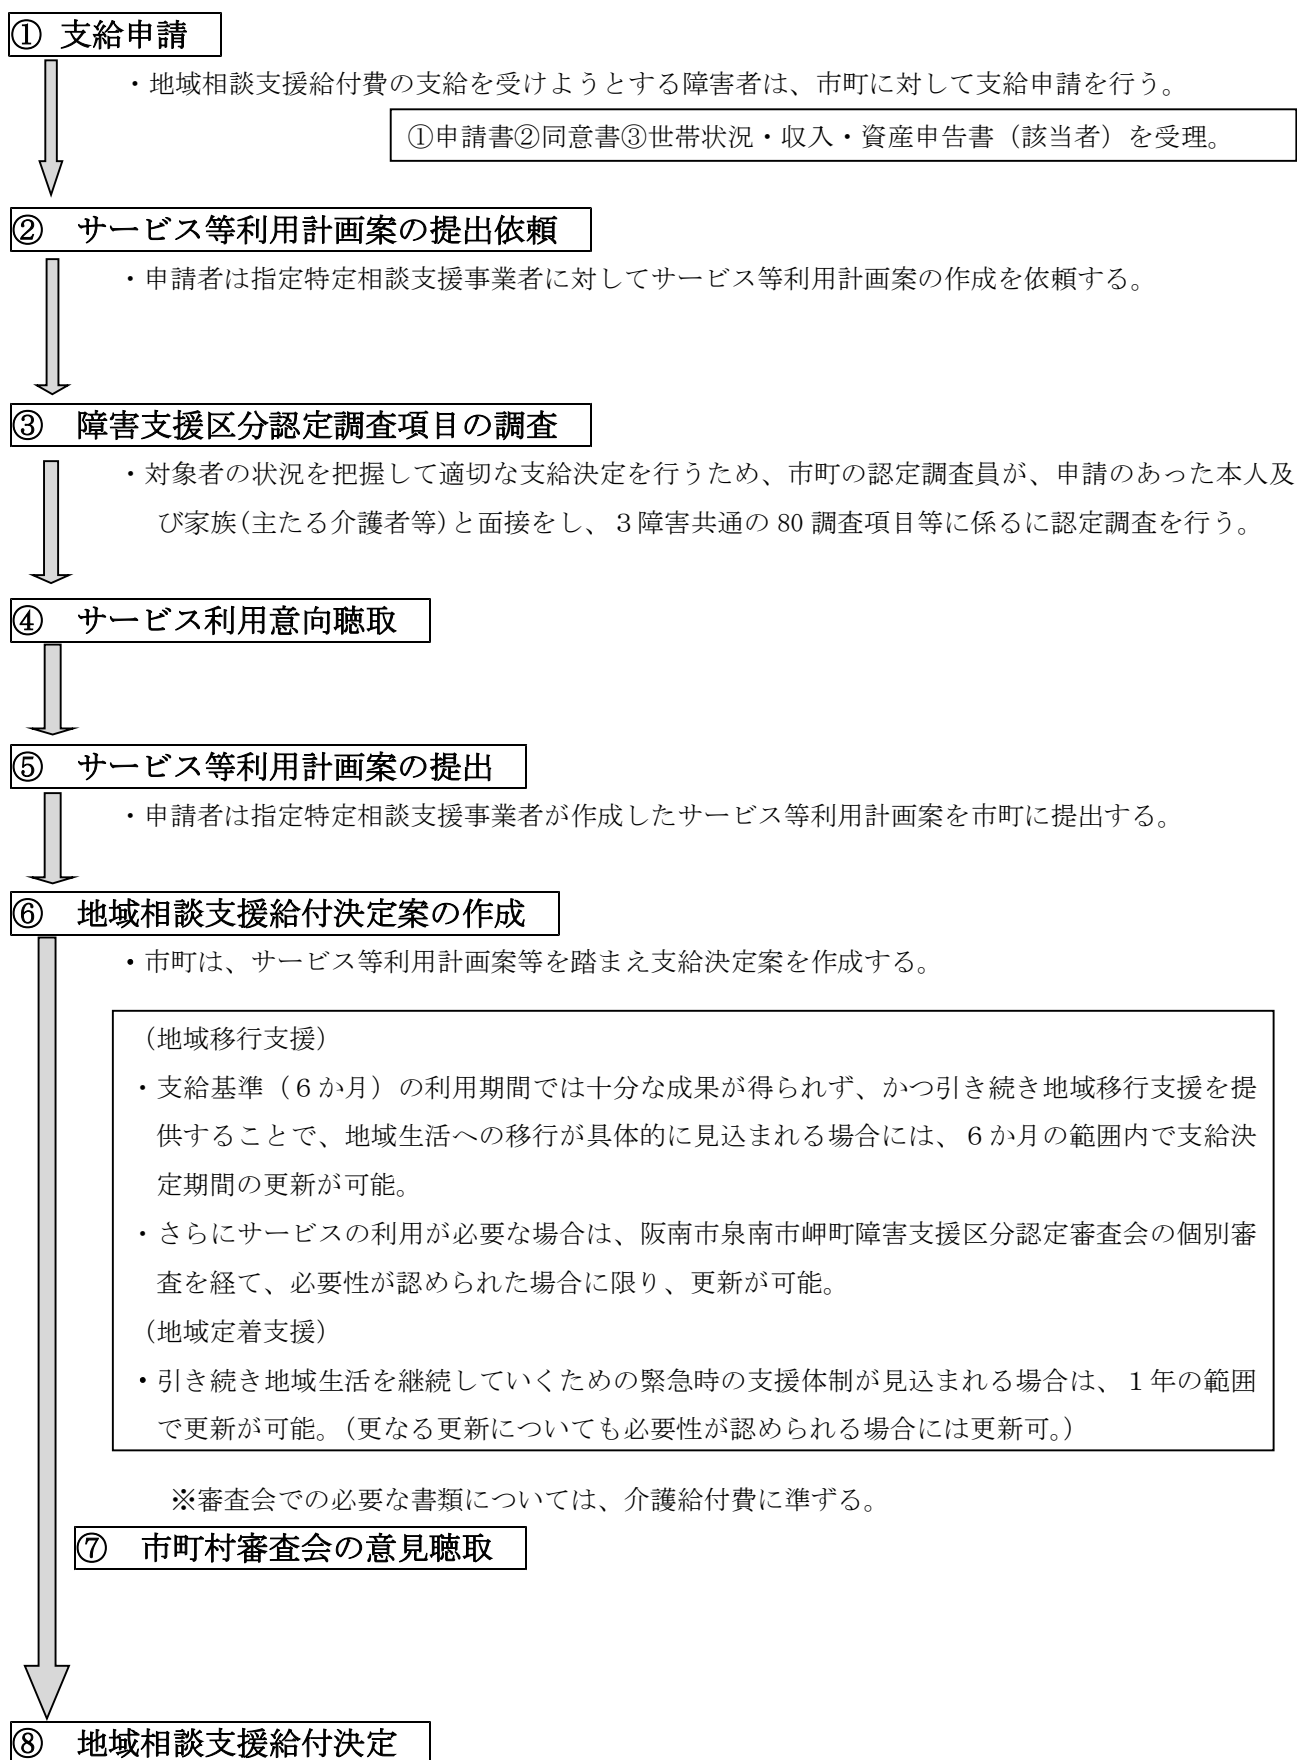 ① 支給申請
・地域相談支援給付費の支給を受けようとする障害者は、市町に対して支給申請を行う。
①申請書②同意書③世帯状況・収入・資産申告書（該当者）を受理。
② サービス等利用計画案の提出依頼
・申請者は指定特定相談支援事業者に対してサービス等利用計画案の作成を依頼する。
③ 障害支援区分認定調査項目の調査
・対象者の状況を把握して適切な支給決定を行うため、市町の認定調査員が、申請のあった本人及
び家族(主たる介護者等)と面接をし、３障害共通の 80 調査項目等に係るに認定調査を行う。
④ サービス利用意向聴取
⑤ サービス等利用計画案の提出
・申請者は指定特定相談支援事業者が作成したサービス等利用計画案を市町に提出する。
⑥ 地域相談支援給付決定案の作成
・市町は、サービス等利用計画案等を踏まえ支給決定案を作成する。
（地域移行支援）
・支給基準（６か月）の利用期間では十分な成果が得られず、かつ引き続き地域移行支援を提
供することで、地域生活への移行が具体的に見込まれる場合には、６か月の範囲内で支給決
定期間の更新が可能。
・さらにサービスの利用が必要な場合は、阪南市泉南市岬町障害支援区分認定審査会の個別審
査を経て、必要性が認められた場合に限り、更新が可能。
（地域定着支援）
・引き続き地域生活を継続していくための緊急時の支援体制が見込まれる場合は、１年の範囲
で更新が可能。（更なる更新についても必要性が認められる場合には更新可。）
※審査会での必要な書類については、介護給付費に準ずる。
⑦ 市町村審査会の意見聴取
⑧ 地域相談支援給付決定